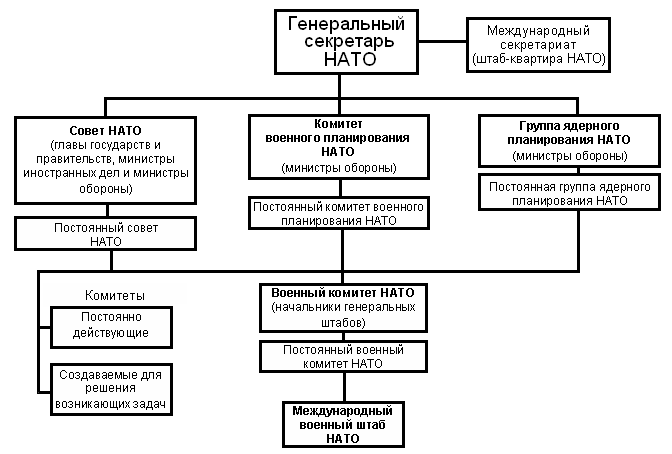 Генеральный
секретарь
НАТО
Международный
секретариат
(штаб-квартира НАТО)
Совет НАТО
(главы государств и
правительств, министры
иностранных дел и министры
обороны)
Постоянный совет
НАТО
Комитет
военного планирования
НАТО
(министры обороны)
Постоянный комитет военного
планирования НАТО
Группа ядерного
планирования НАТО
(министры обороны)
Постоянная группа ядерного
планирования НАТО
Комитеты
Постоянно
действующие
Создаваемые для
решения
возникающих задач
Военный комитет НАТО
(начальники генеральных
штабов)
Постоянный военный
комитет НАТО
Международный
военный штаб
НАТО